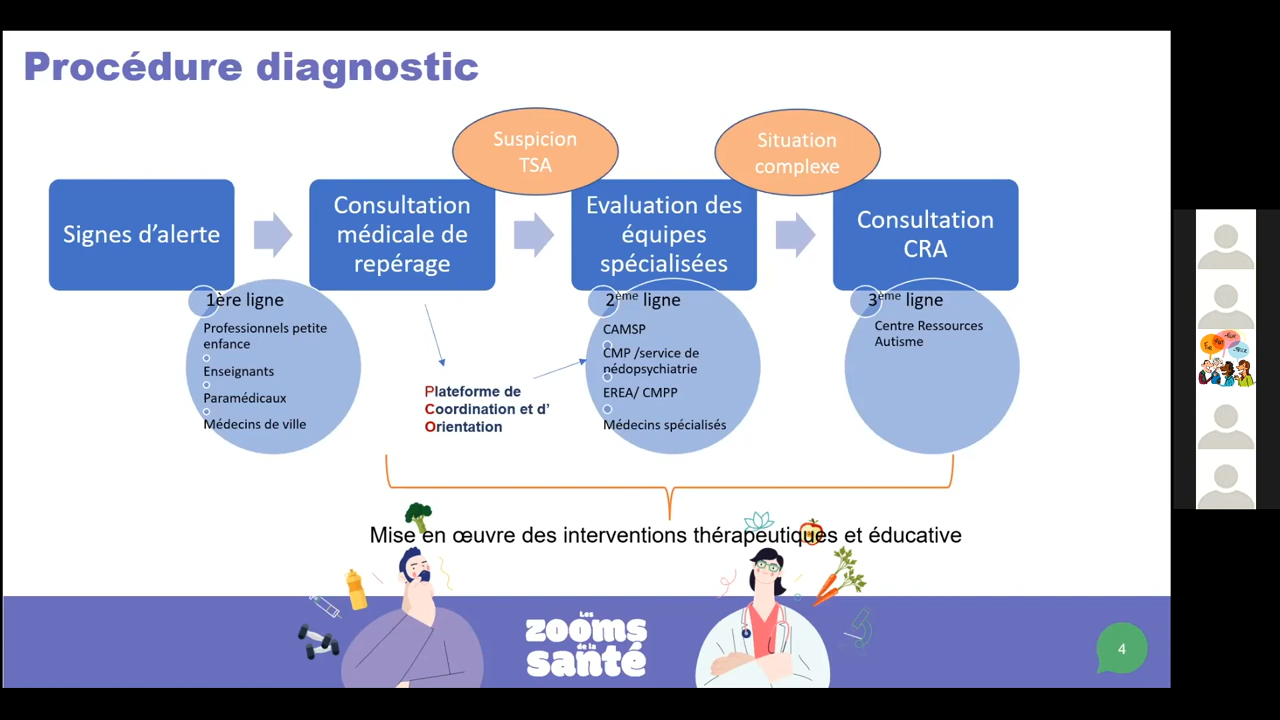 Procédure diagnostic
Suspicion
TSA
Situation
complexe
Signes d’alerte
Consultation
médicale de
repérage
Evaluation des
équipes
spécialisées
Consultation
CRA
1ère ligne
Professionnels petite
enfance
Enseignants
Paramédicaux
Médecins de ville
Plateforme de
Coordination et d’
Orientation
2ème ligne
CAMSP
CMP /service de
pédopsychiatrie
EREA/ CMPP
Médecins spécialisés
3ème ligne
Centre Ressources
Autisme
Mise en œuvre des interventions thérapeutiques et éducative
Les
zooms
de la
santé
4